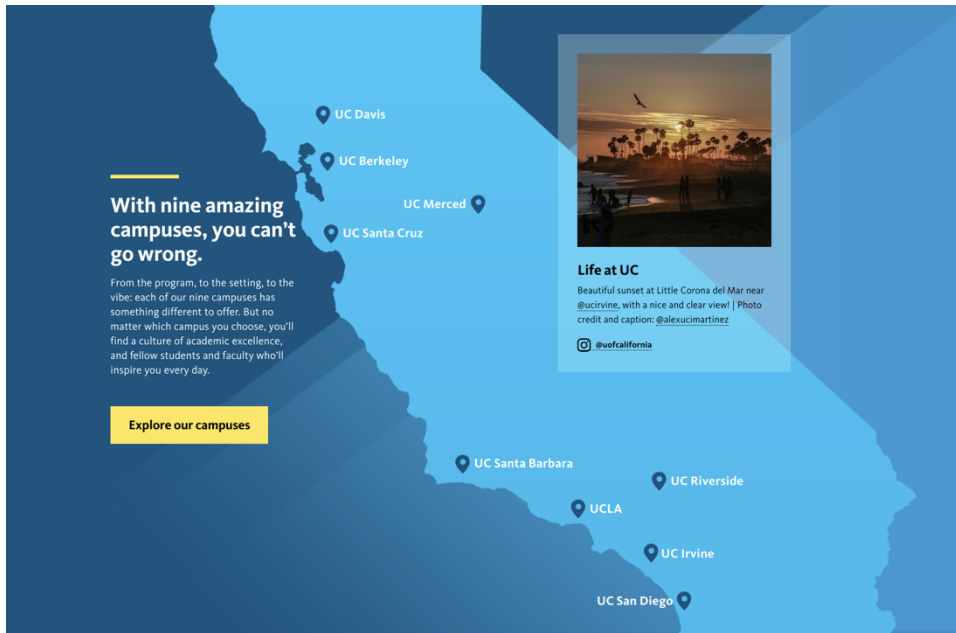 With nine amazing
campuses, you can't
go wrong.
From the program, to the setting, to the
vibe: each of our nine campuses has
something different to offer. But no
matter which campus you choose, you'll
find a culture of academic excellence,
and fellow students and faculty who'll
inspire you every day.
Explore our campuses
UC Davis
UC Berkeley
UC Merced
UC Santa Cruz
UC Santa Barbara
UC Riverside
UCLA
UC Irvine
UC San Diego
Life at UC
Beautiful sunset at Little Corona del Mar near
@ucirvine, with a nice and clear view! | Photo
credit and caption: @alexucimartinez
@uofcalifornia